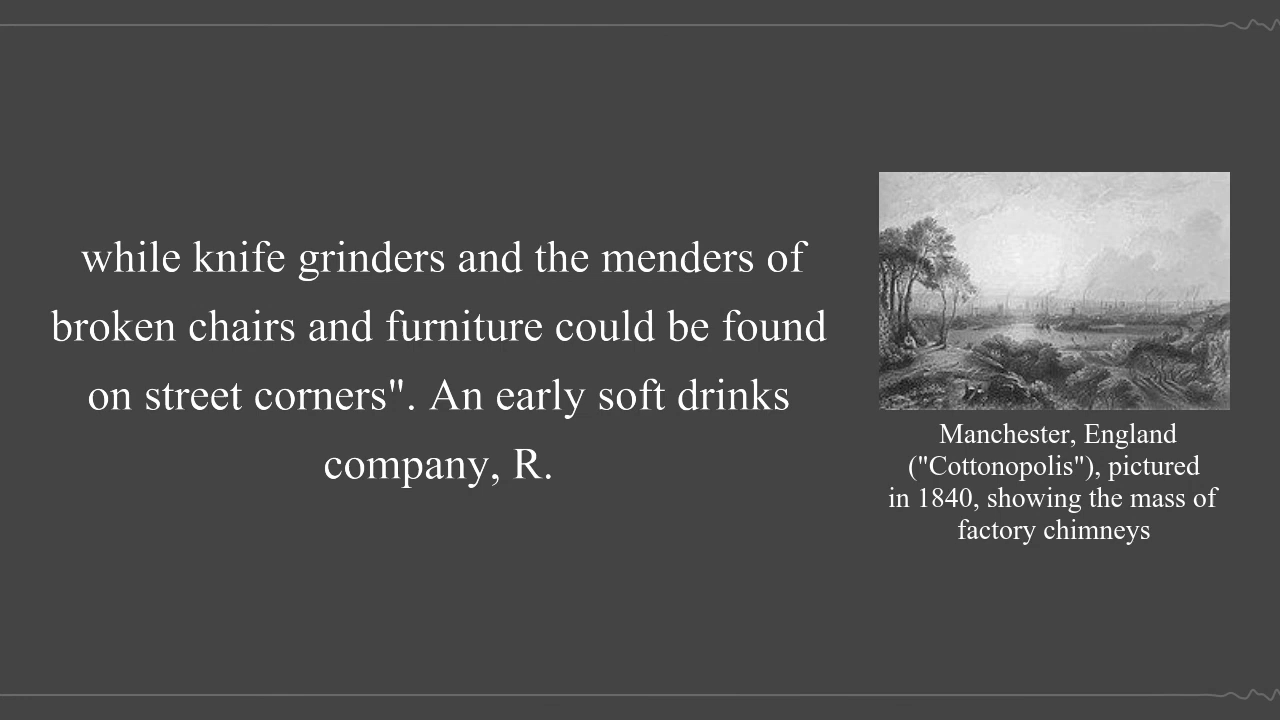 while knife grinders and the menders of
broken chairs and furniture could be found
on street corners". An early soft drinks
company, R.
Manchester, England
("Cottonopolis"), pictured
in 1840, showing the mass of
factory chimneys